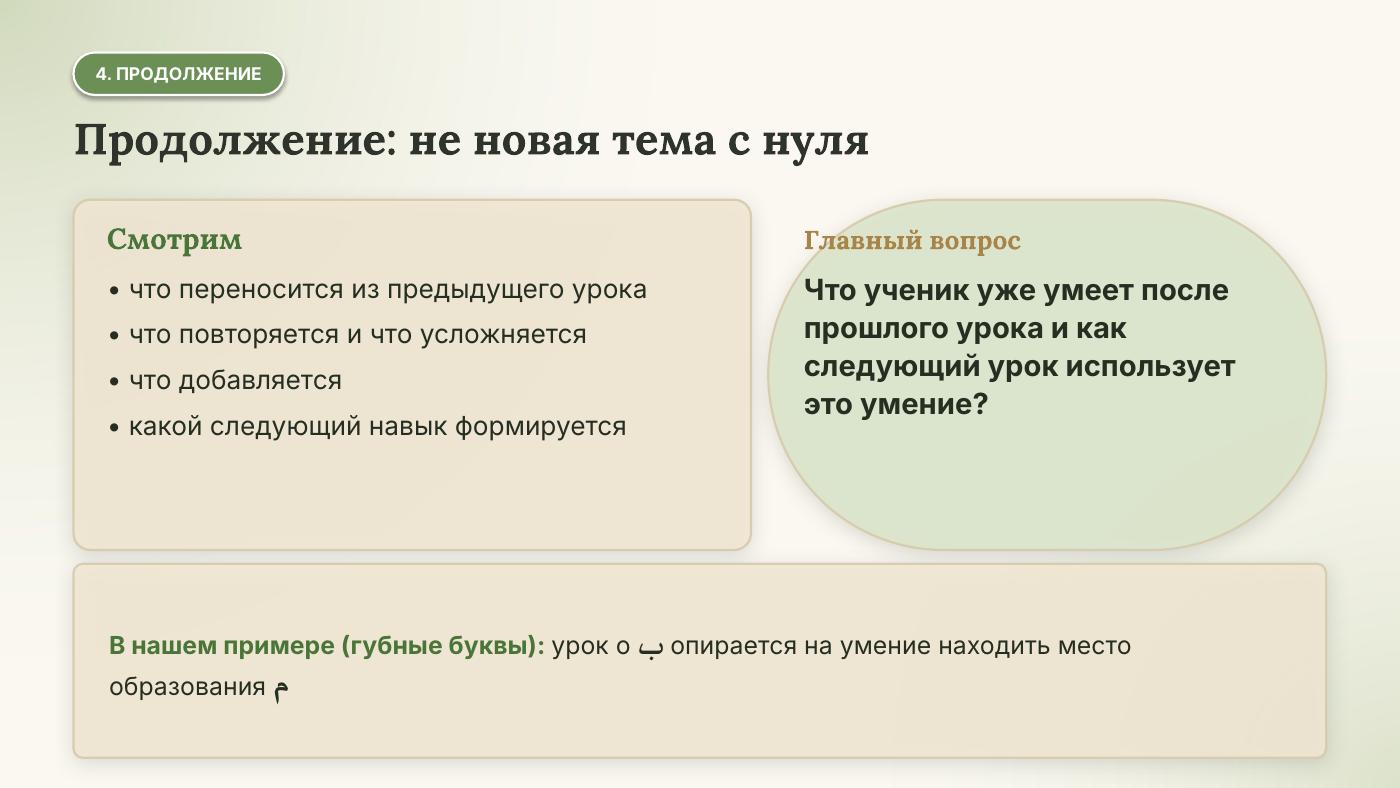 4. ПРОДОЛЖЕНИЕ
Продолжение: не новая тема с нуля
Смотрим
• что переносится из предыдущего урока
• что повторяется и что усложняется
• что добавляется
• какой следующий навык формируется
Главный вопрос
Что ученик уже умеет после
прошлого урока и как
следующий урок использует
это умение?
В нашем примере (губные буквы): урок о ب опирается на умение находить место
образования م